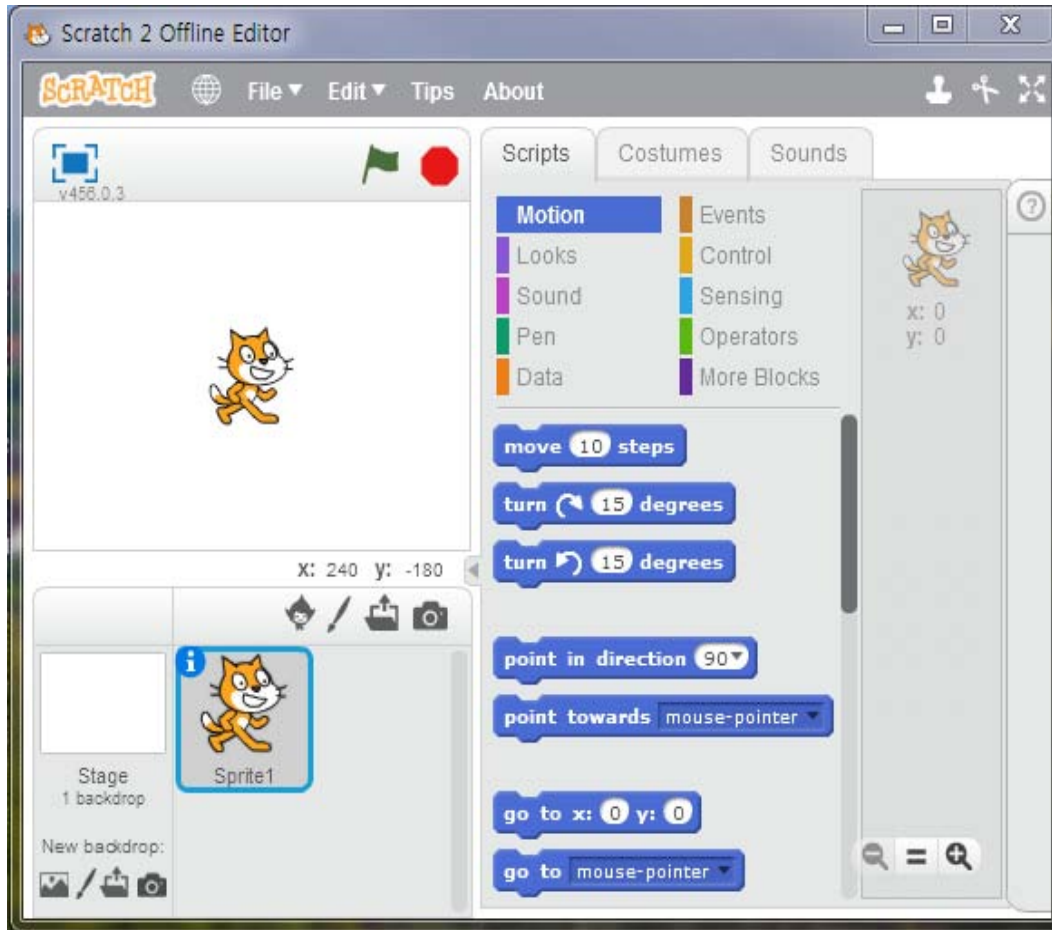 Scratch 2 Offline Editor
SCRATCH File Edit Tips About
v456.0.3
X: 240 y: -180
Stage
1 backdrop
New backdrop:
Sprite1
Scripts Costumes Sounds
Motion
Looks
Sound
Pen
Data
Events
Control
Sensing
Operators
More Blocks
move 10 steps
turn 15 degrees
turn 15 degrees
point in direction 90
point towards mouse-pointer
go to x: 0 y: 0
go to mouse-pointer
x: 0
y: 0